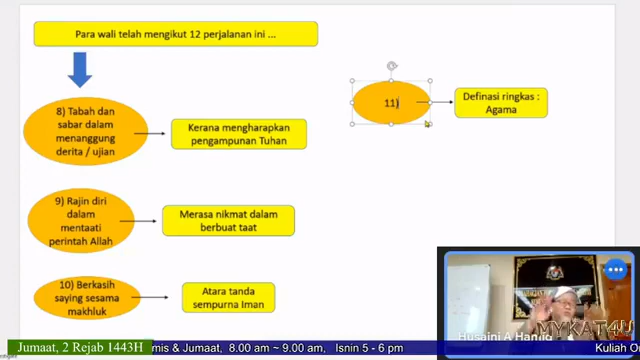 Para wali telah mengikut 12 perjalanan ini ...
8) Tabah dan
sabar dalam
menanggung
derita / ujian
Kerana mengharapkan
pengampunan Tuhan
9) Rajin diri
dalam
mentaati
perintah Allah
Merasa nikmat dalam
berbuat taat
10) Berkasih
saying sesama
makhluk
Atara tanda
sempurna Iman
11)
Definasi ringkas :
Agama
Husaini A Hamid
MYKAT4U
Jumaat, 2 Rejab 1443H
mis & Jumaat, 8.00 am ~ 9.00 am, Isnin 5 - 6 pm
Kuliah O